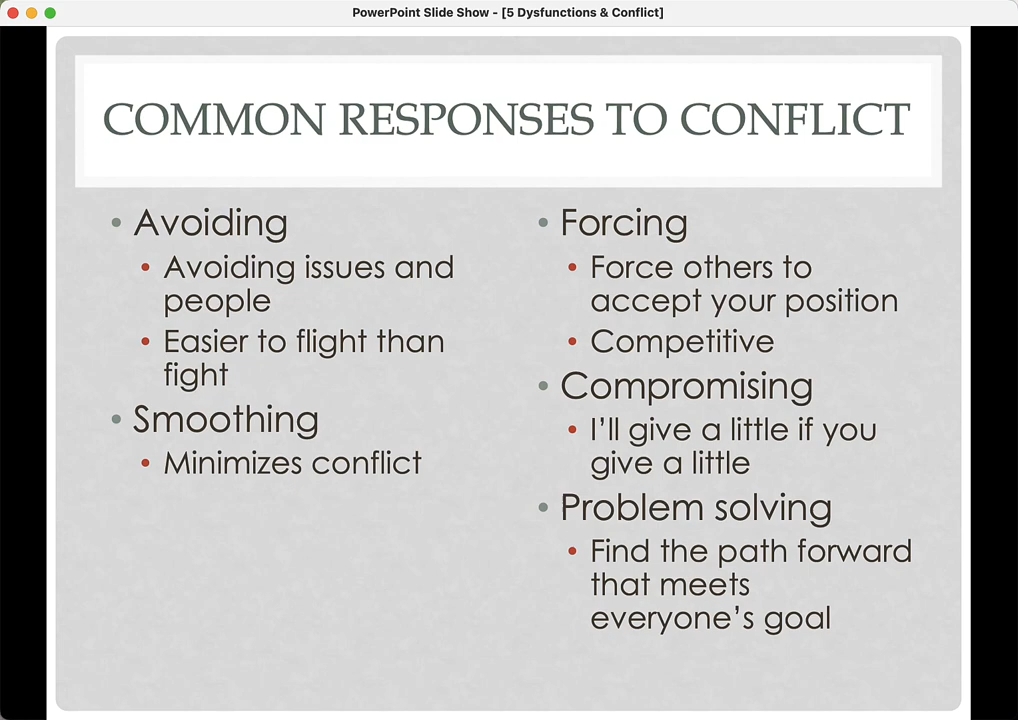 PowerPoint Slide Show - [5 Dysfunctions & Conflict]
COMMON RESPONSES TO CONFLICT
• Avoiding
• Avoiding issues and
people
• Easier to flight than
fight
• Smoothing
• Minimizes conflict
• Forcing
• Force others to
accept your position
• Competitive
• Compromising
• I’ll give a little if you
give a little
• Problem solving
• Find the path forward
that meets
everyone’s goal